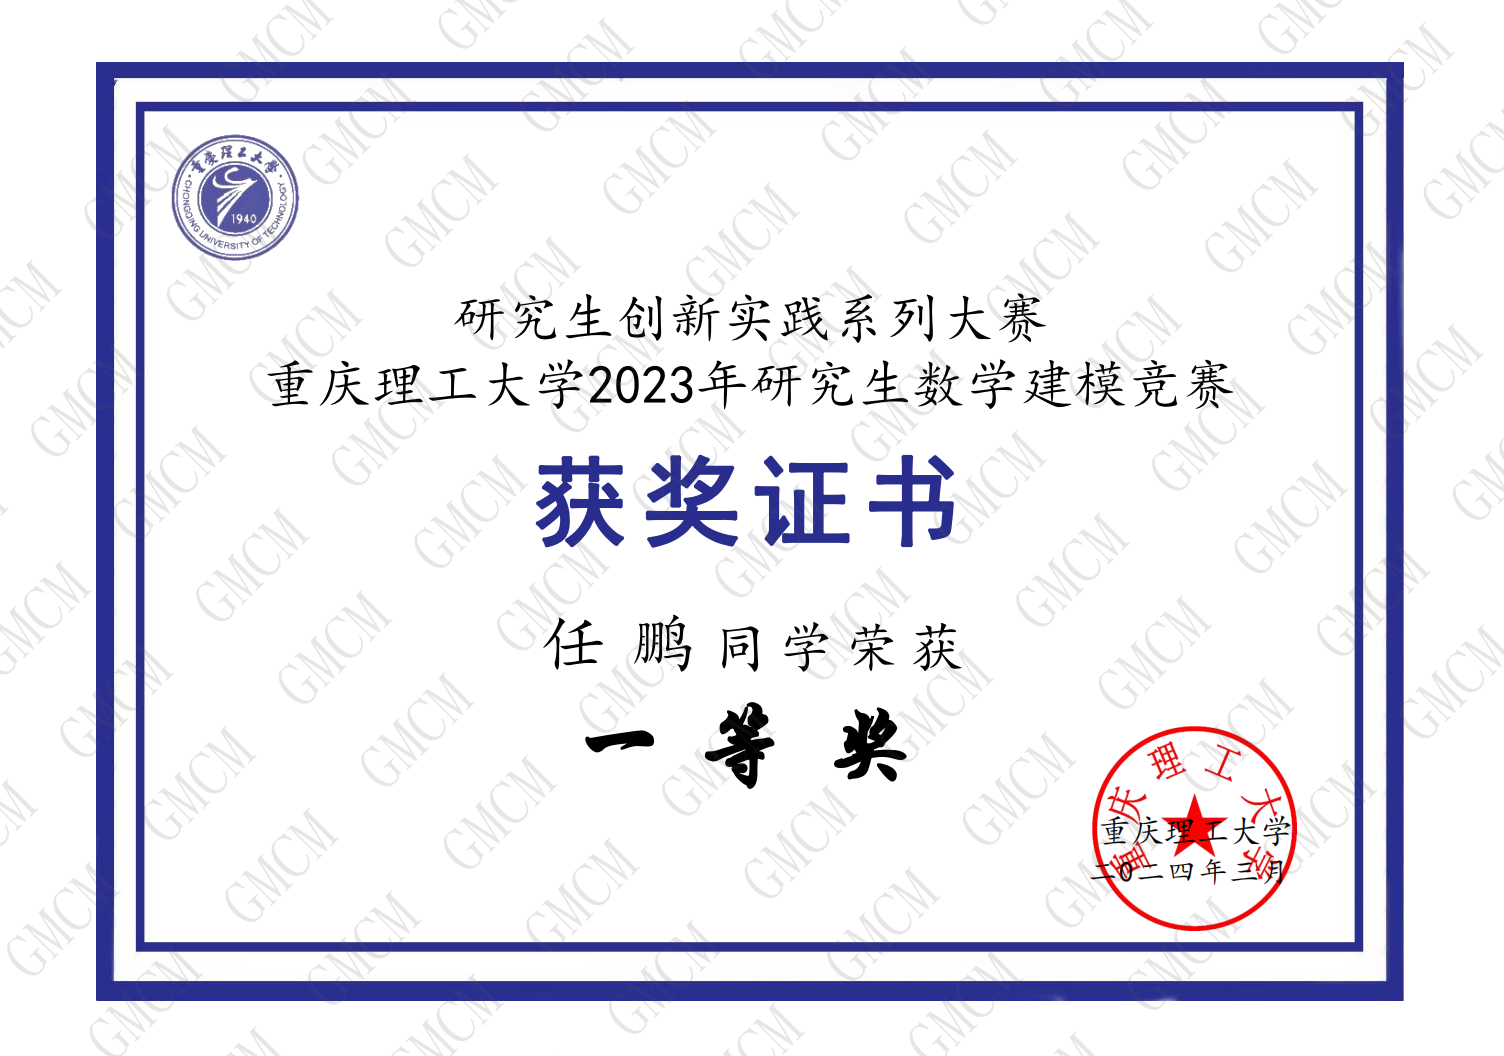 重庆理工大学
CHONGQING UNIVERSITY OF TECHNOLOGY
1940
研究生创新实践系列大赛
重庆理工大学2023年研究生数学建模竞赛
获奖证书
任 鹏 同学荣获
一等奖
重庆理工大学
重庆理工大学
二0二四年三月
GMCM